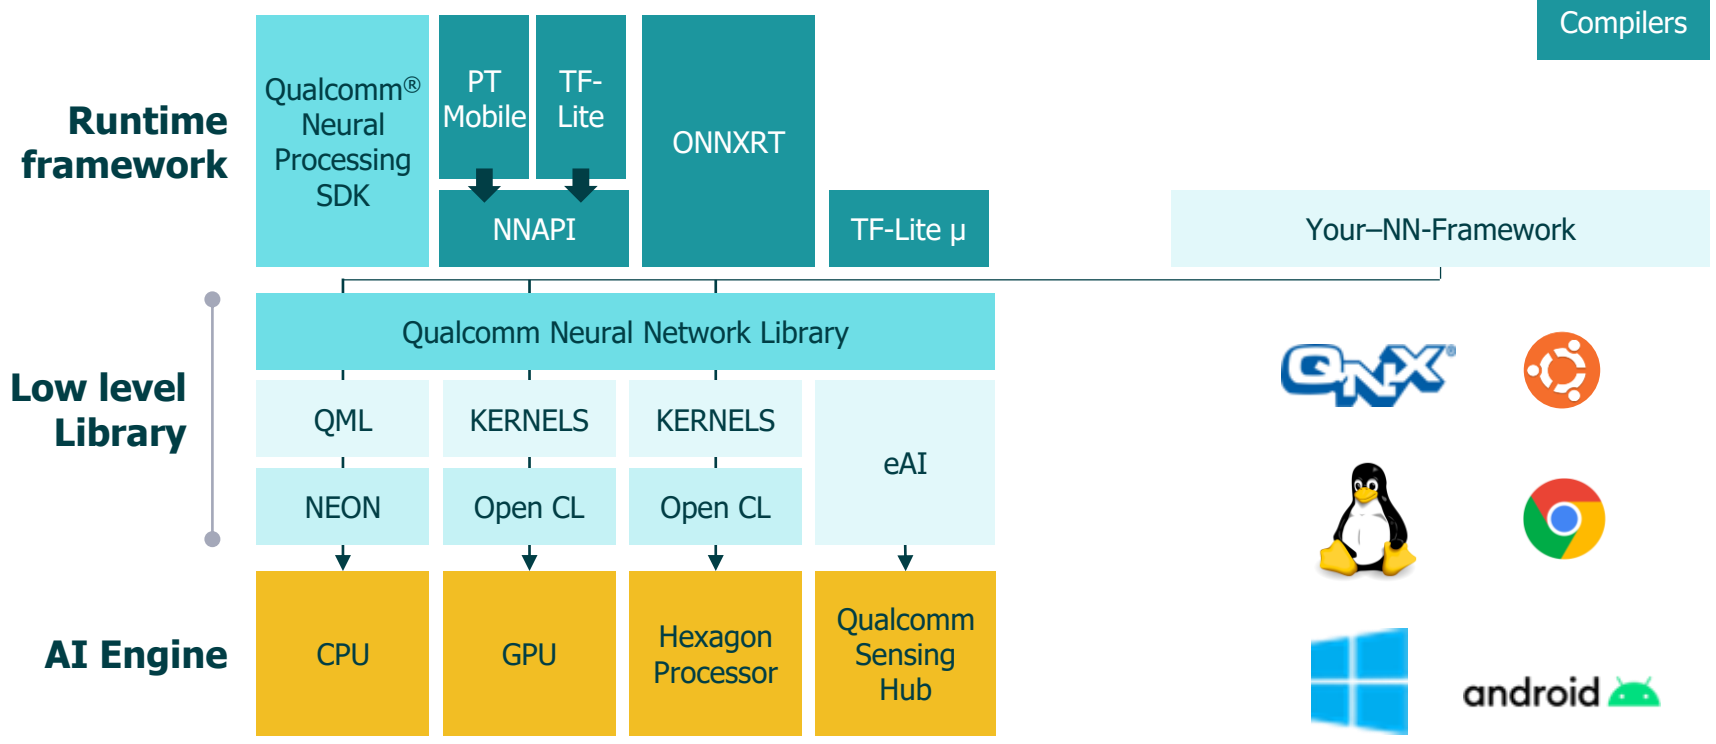 Compilers
Runtime
framework
Qualcomm®
Neural
Processing
SDK
PT
Mobile
TF-
Lite
NNAPI
ONNXRT
TF-Lite μ
Your–NN-Framework
Low level
Library
Qualcomm Neural Network Library
QML
KERNELS
KERNELS
eAI
NEON
Open CL
Open CL
AI Engine
CPU
GPU
Hexagon
Processor
Qualcomm
Sensing
Hub
QNX®
android